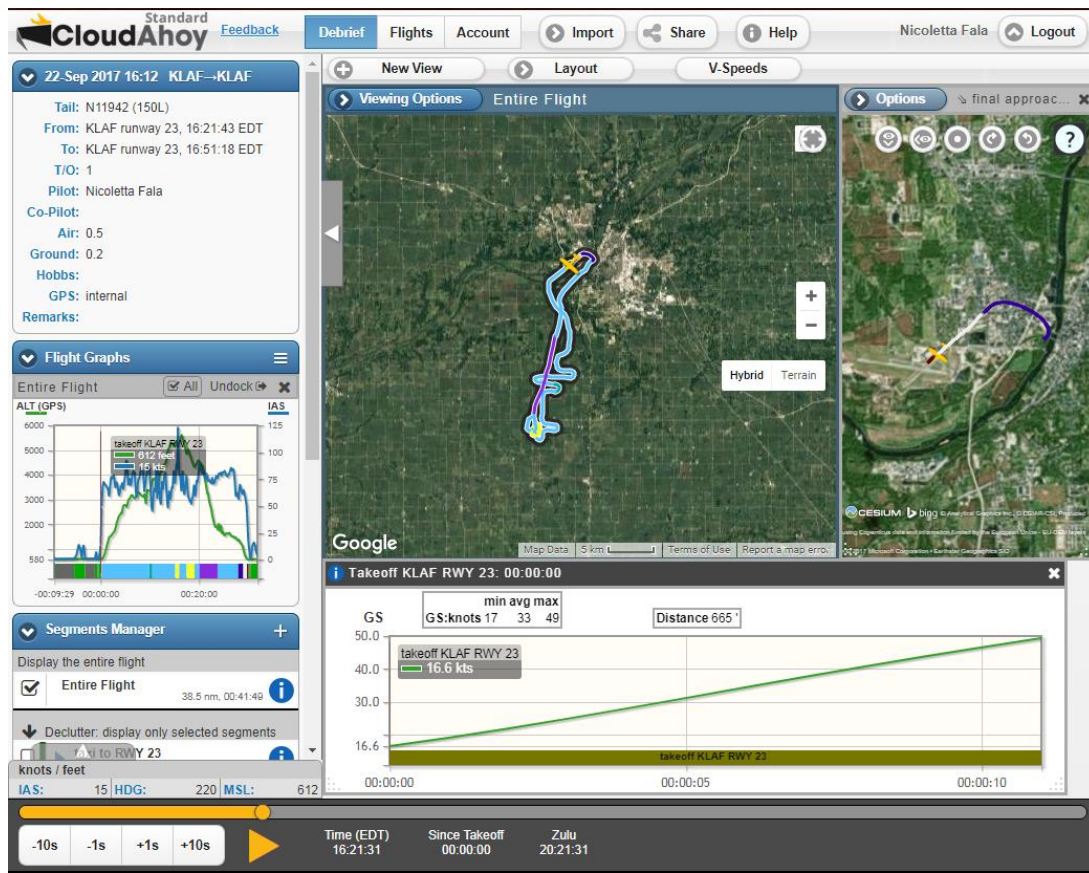 Standard
CloudAhoy
Feedback
Debrief Flights Account Import Share Help
Nicoletta Fala Logout
22-Sep 2017 16:12 KLAF→KLAF
Tail: N11942 (150L)
From: KLAF runway 23, 16:21:43 EDT
To: KLAF runway 23, 16:51:18 EDT
T/O: 1
Pilot: Nicoletta Fala
Co-Pilot:
Air: 0.5
Ground: 0.2
Hobbs:
GPS: internal
Remarks:
Flight Graphs
Entire Flight All Undock
ALT (GPS) IAS
6000 125
takeoff KLAF RWY 23
612 feet
15 kts
5000 100
4000 75
3000 50
2000 25
580 0
-00:09:29 00:00:00 00:20:00
Segments Manager +
Display the entire flight
Entire Flight
38.5 nm, 00:41:49
Declutter: display only selected segments
taxi to RWY 23
knots / feet
IAS: 15 HDG: 220 MSL: 612
New View Layout V-Speeds
Viewing Options Entire Flight
+
−
Hybrid Terrain
Google
Map Data 5 km Terms of Use Report a map erro.
Options final approac...
?
CESIUM bing
Takeoff KLAF RWY 23: 00:00:00
min avg max
GS GS:knots 17 33 49
Distance 665 '
50.0
takeoff KLAF RWY 23
16.6 kts
40.0
30.0
16.6
takeoff KLAF RWY 23
00:00:00 00:00:05 00:00:10
-10s -1s +1s +10s
Time (EDT) Since Takeoff Zulu
16:21:31 00:00:00 20:21:31